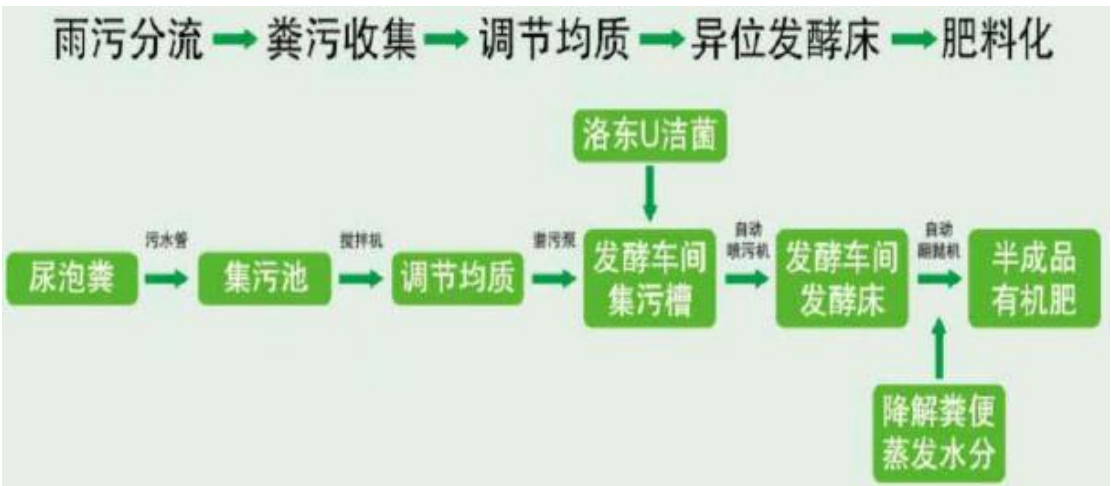 雨污分流→粪污收集→调节均质→异位发酵床→肥料化
洛东U洁菌
尿泡粪
污水管
集污池
搅拌机
调节均质
潜污泵
发酵车间
集污槽
自动
喷污机
发酵车间
发酵床
自动
翻抛机
半成品
有机肥
降解粪便
蒸发水分